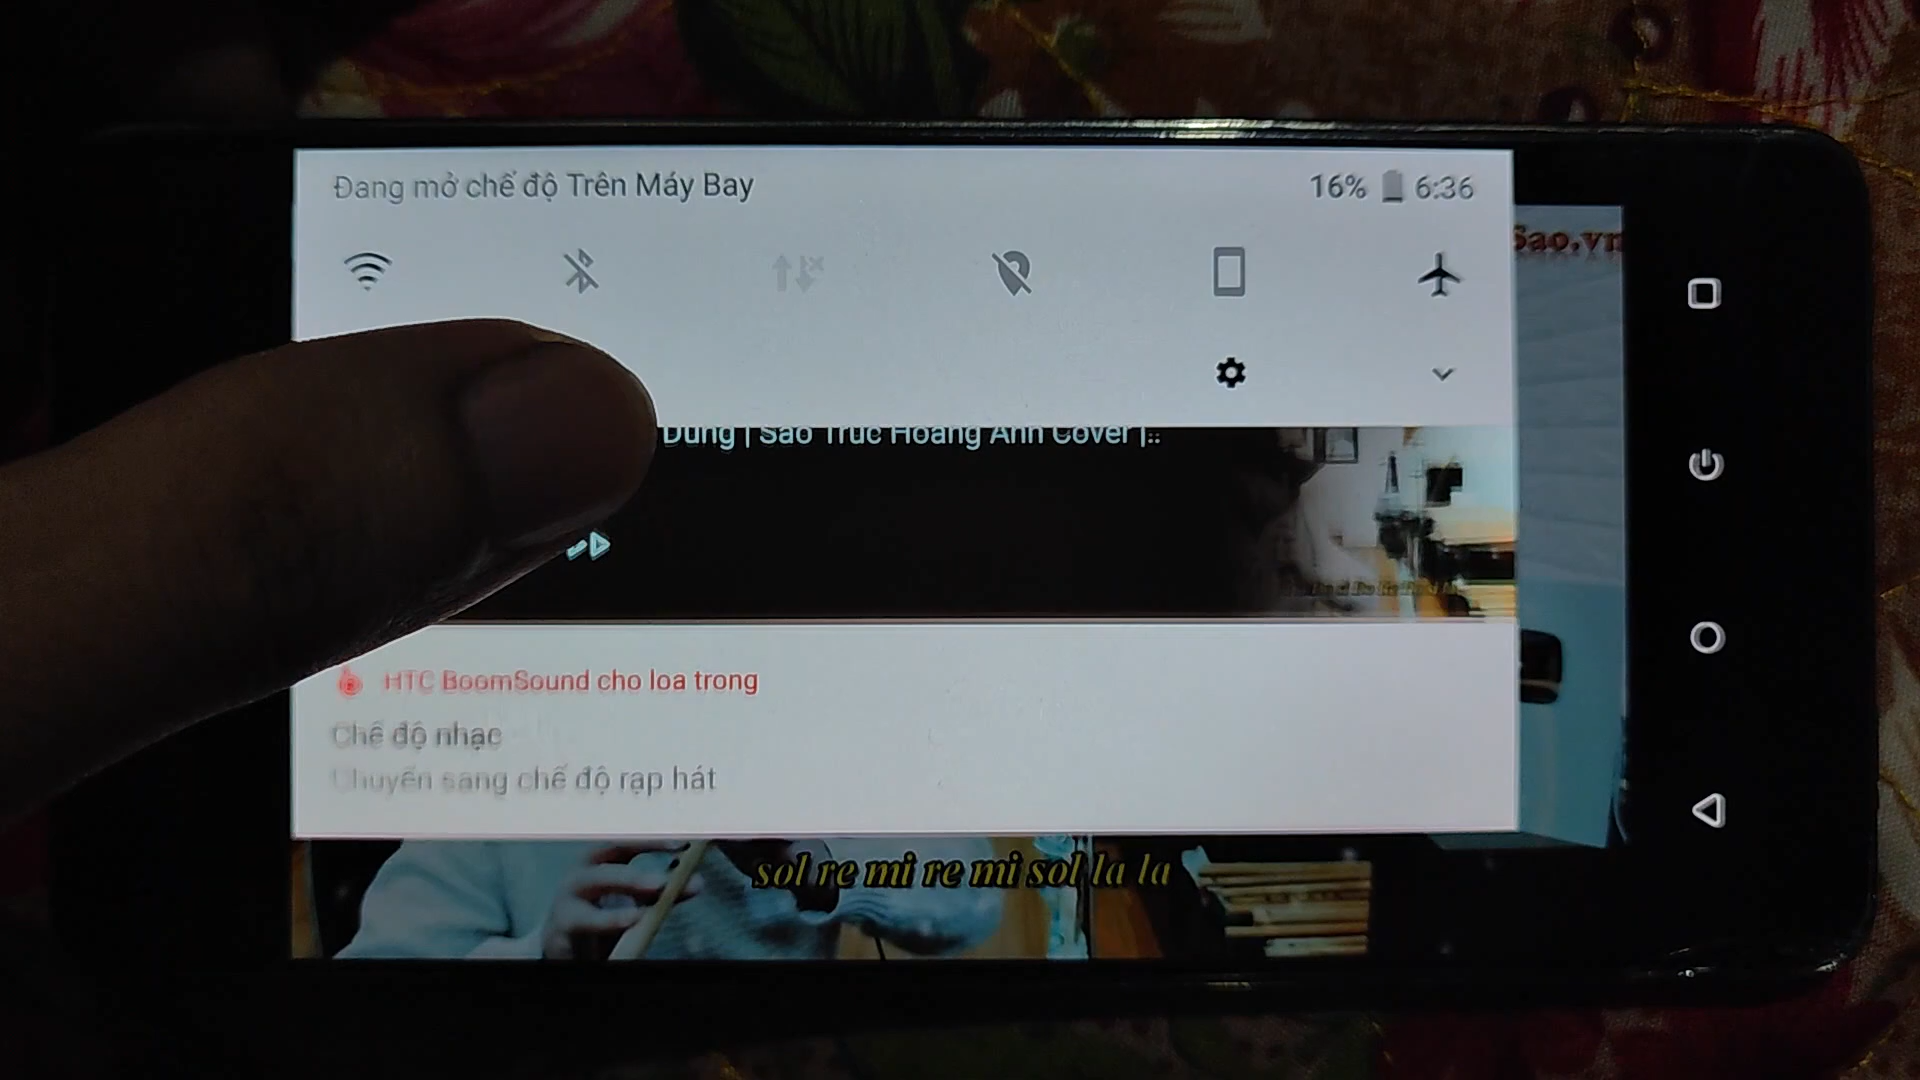 Đang mở chế độ Trên Máy Bay
16% 6:36
Sao.vn
Dung | Sáo Trúc Hoàng Anh Cover |..
HTC BoomSound cho loa trong
Chế độ nhạc
Chuyển sang chế độ rạp hát
sol re mi re mi sol la la